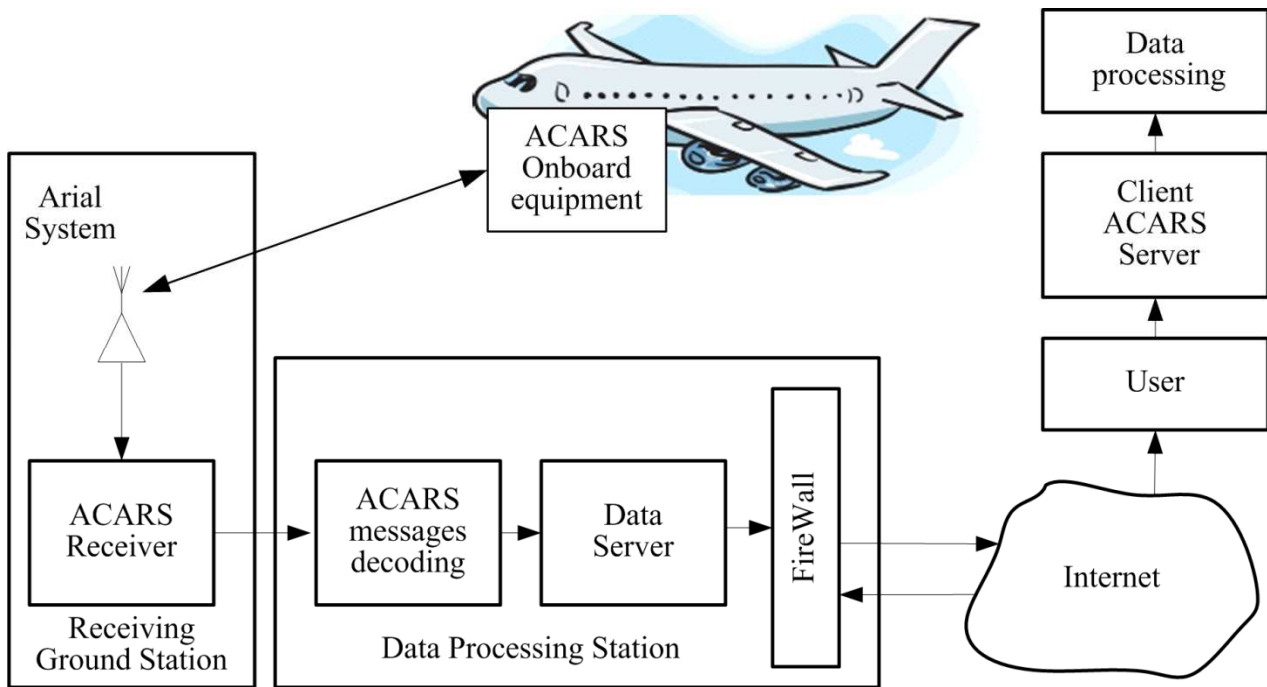 Data
processing
ACARS
Onboard
equipment
Arial
System
Client
ACARS
Server
User
ACARS
Receiver
ACARS
messages
decoding
Data
Server
FireWall
Internet
Receiving
Ground Station
Data Processing Station